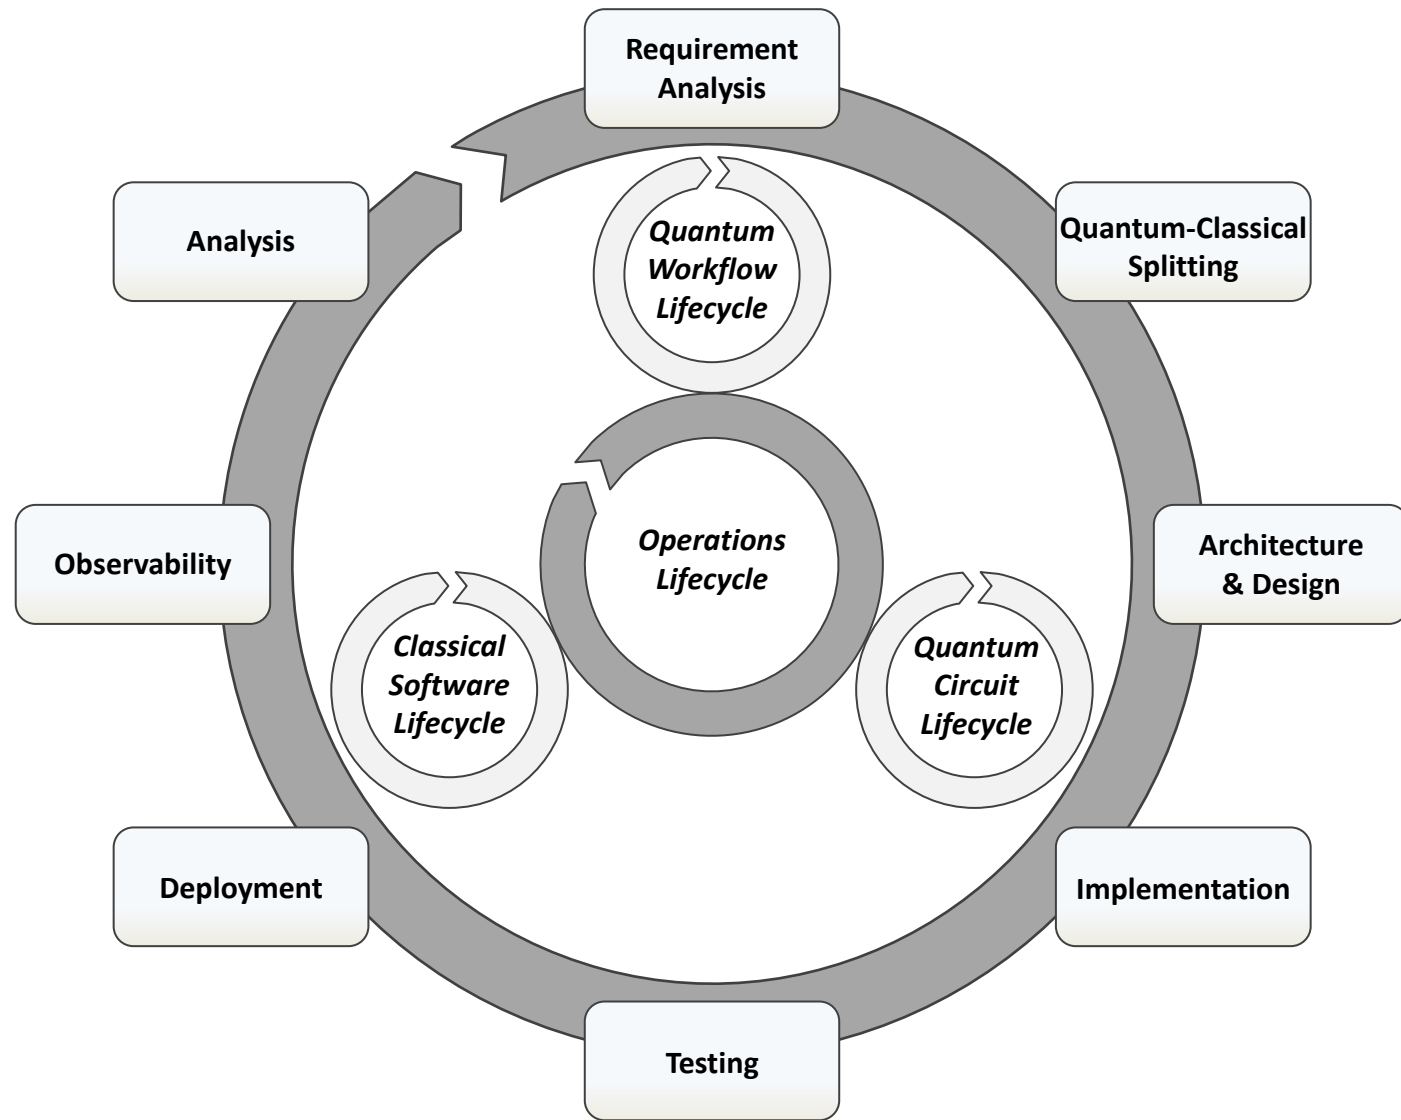 Requirement
Analysis
Quantum-Classical
Splitting
Architecture
& Design
Implementation
Testing
Deployment
Observability
Analysis
Quantum
Workflow
Lifecycle
Operations
Lifecycle
Classical
Software
Lifecycle
Quantum
Circuit
Lifecycle